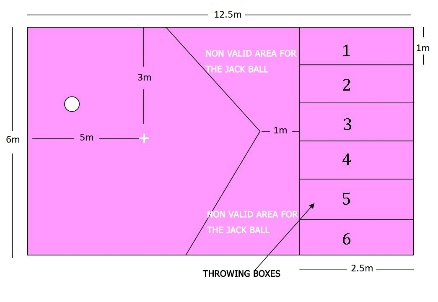 12.5m
NON VALID AREA FOR
THE JACK BALL
1
1m
3m
2
3
6m
5m
1m
4
5
NON VALID AREA FOR
THE JACK BALL
6
THROWING BOXES
2.5m